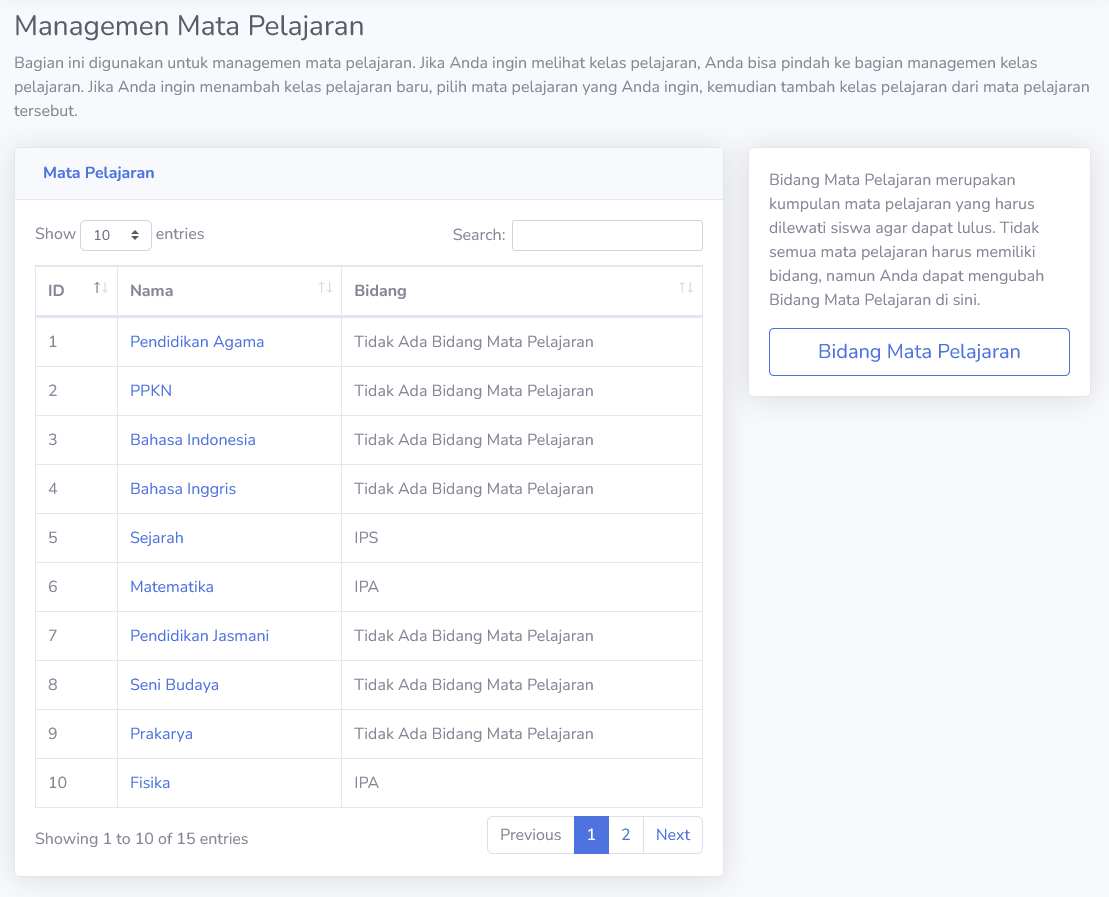 Managemen Mata Pelajaran
Bagian ini digunakan untuk managemen mata pelajaran. Jika Anda ingin melihat kelas pelajaran, Anda bisa pindah ke bagian managemen kelas
pelajaran. Jika Anda ingin menambah kelas pelajaran baru, pilih mata pelajaran yang Anda ingin, kemudian tambah kelas pelajaran dari mata pelajaran
tersebut.
Mata Pelajaran
Show 10 entries Search:
ID Nama Bidang
1 Pendidikan Agama Tidak Ada Bidang Mata Pelajaran
2 PPKN Tidak Ada Bidang Mata Pelajaran
3 Bahasa Indonesia Tidak Ada Bidang Mata Pelajaran
4 Bahasa Inggris Tidak Ada Bidang Mata Pelajaran
5 Sejarah IPS
6 Matematika IPA
7 Pendidikan Jasmani Tidak Ada Bidang Mata Pelajaran
8 Seni Budaya Tidak Ada Bidang Mata Pelajaran
9 Prakarya Tidak Ada Bidang Mata Pelajaran
10 Fisika IPA
Showing 1 to 10 of 15 entries Previous 1 2 Next
Bidang Mata Pelajaran merupakan
kumpulan mata pelajaran yang harus
dilewati siswa agar dapat lulus. Tidak
semua mata pelajaran harus memiliki
bidang, namun Anda dapat mengubah
Bidang Mata Pelajaran di sini.
Bidang Mata Pelajaran